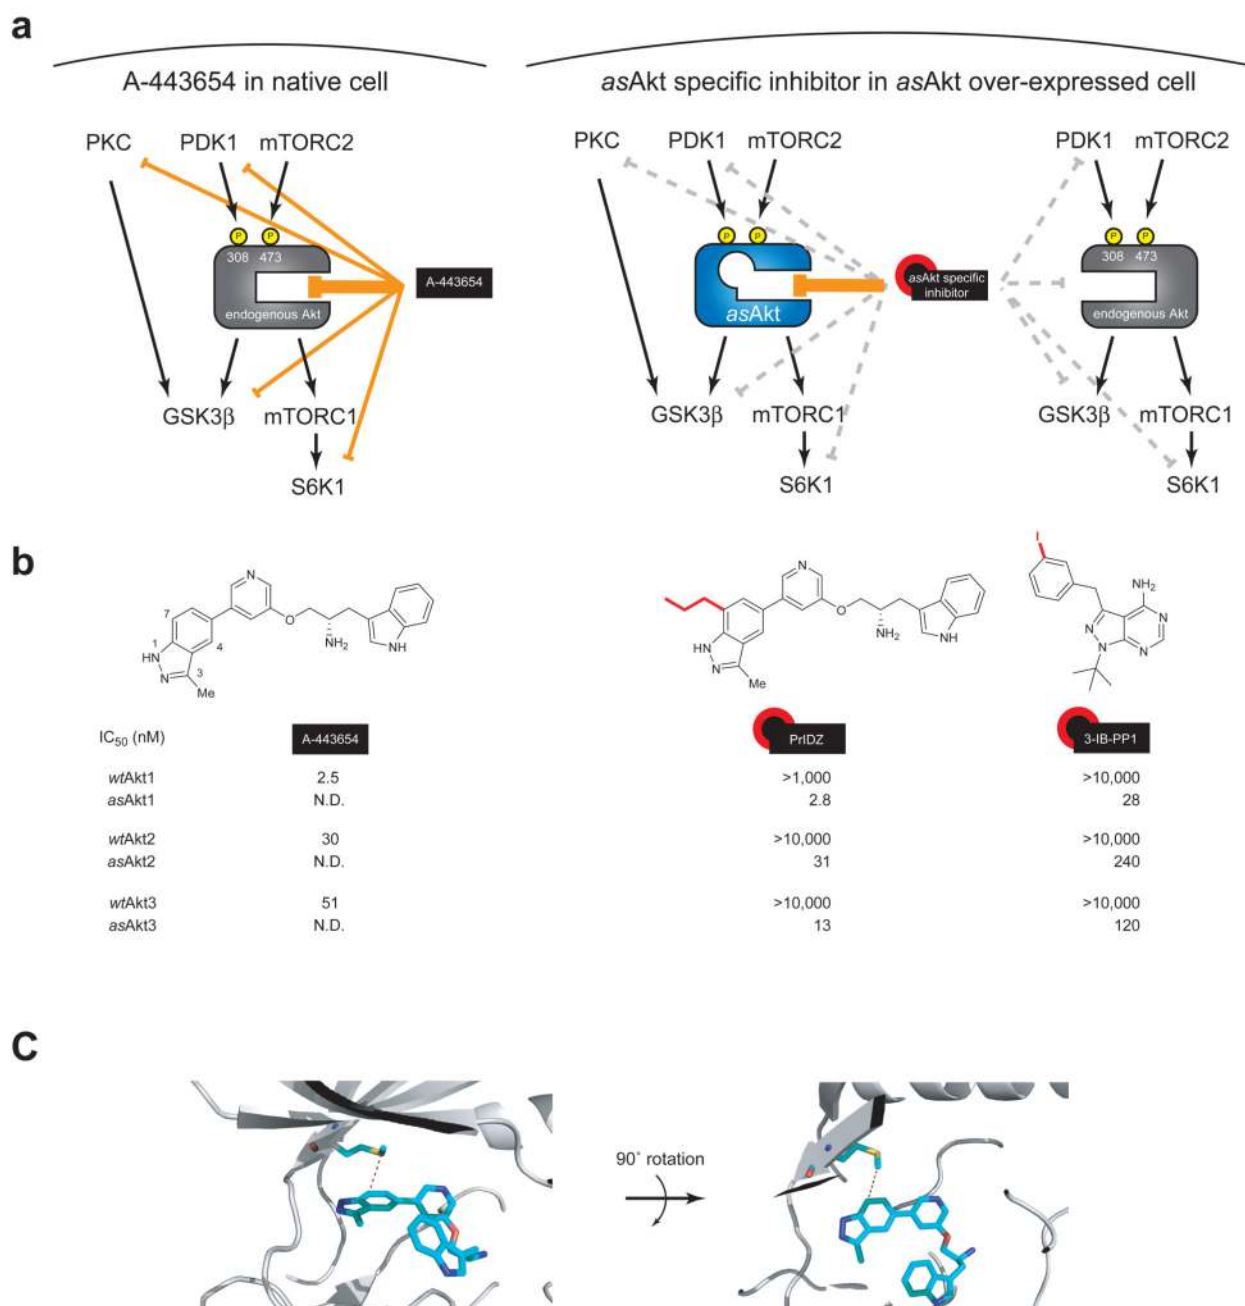 a
A-443654 in native cell
asAkt specific inhibitor in asAkt over-expressed cell
PKC PDK1 mTORC2
PKC PDK1 mTORC2
PDK1 mTORC2
P P
308 473
endogenous Akt
A-443654
P P
asAkt
asAkt specific
inhibitor
P P
308 473
endogenous Akt
GSK3β mTORC1
S6K1
GSK3β mTORC1
S6K1
GSK3β mTORC1
S6K1
b
N
7
O
1
4
HN
NH2
NH
N
3
Me
N
O
HN
NH2
NH
N
Me
I
NH2
N
N
N
N
IC50 (nM) A-443654 PrIDZ 3-IB-PP1
wtAkt1 2.5 >1,000 >10,000
asAkt1 N.D. 2.8 28
wtAkt2 30 >10,000 >10,000
asAkt2 N.D. 31 240
wtAkt3 51 >10,000 >10,000
asAkt3 N.D. 13 120
C
90˚ rotation